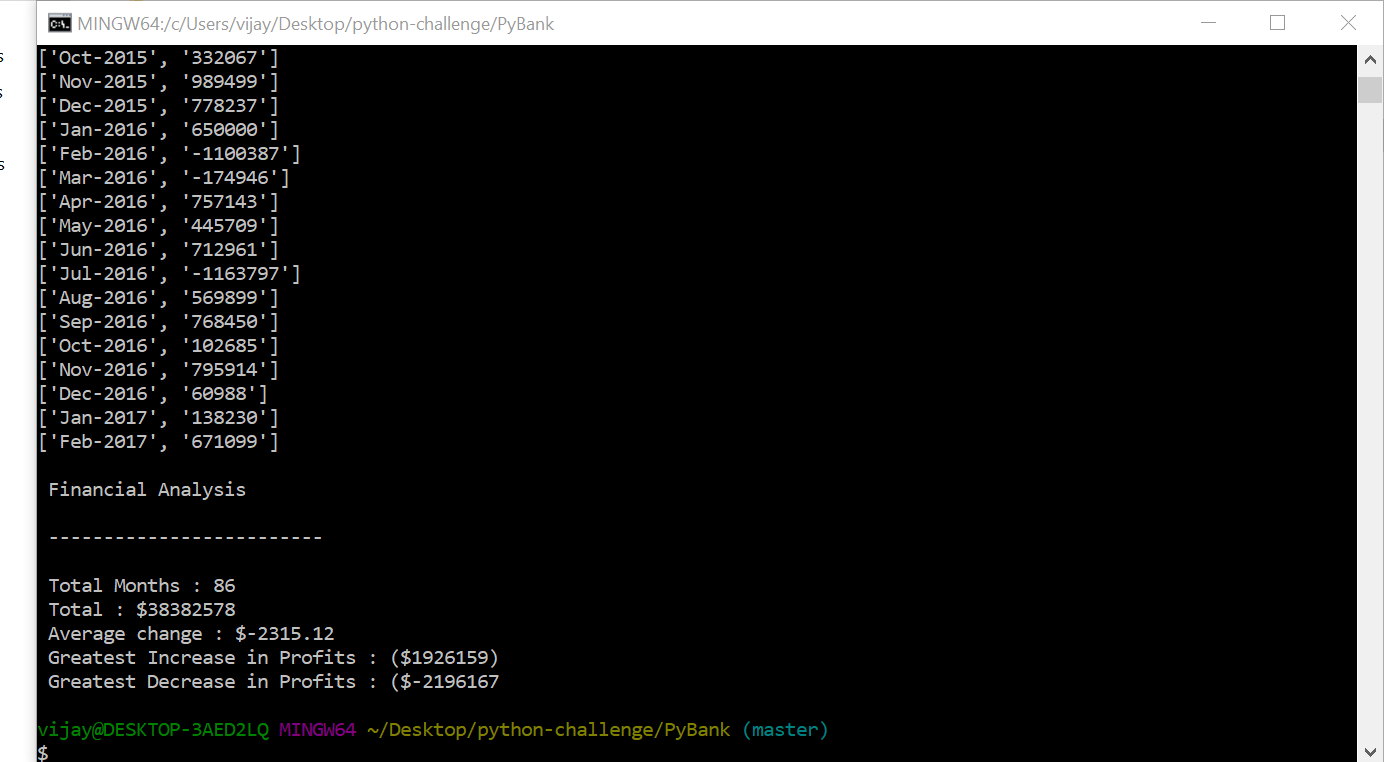 MINGW64:/c/Users/vijay/Desktop/python-challenge/PyBank
['Oct-2015', '332067']
['Nov-2015', '989499']
['Dec-2015', '778237']
['Jan-2016', '650000']
['Feb-2016', '-1100387']
['Mar-2016', '-174946']
['Apr-2016', '757143']
['May-2016', '445709']
['Jun-2016', '712961']
['Jul-2016', '-1163797']
['Aug-2016', '569899']
['Sep-2016', '768450']
['Oct-2016', '102685']
['Nov-2016', '795914']
['Dec-2016', '60988']
['Jan-2017', '138230']
['Feb-2017', '671099']
Financial Analysis
-------------------------
Total Months : 86
Total : $38382578
Average change : $-2315.12
Greatest Increase in Profits : ($1926159)
Greatest Decrease in Profits : ($-2196167
vijay@DESKTOP-3AED2LQ MINGW64 ~/Desktop/python-challenge/PyBank (master)
$